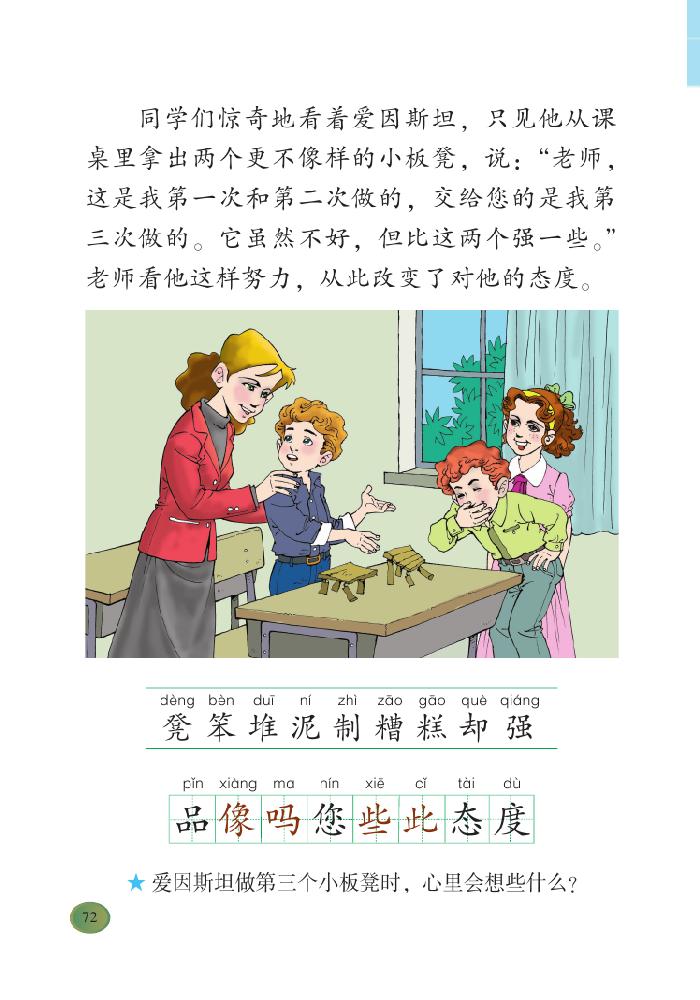 同学们惊奇地看着爱因斯坦，只见他从课
桌里拿出两个更不像样的小板凳，说：“老师，
这是我第一次和第二次做的，交给您的是我第
三次做的。它虽然不好，但比这两个强一些。”
老师看他这样努力，从此改变了对他的态度。
dèng bèn duī ní zhì zāo gāo què qiáng
凳 笨 堆 泥 制 糟 糕 却 强
pǐn xiàng ma nín xiē cǐ tài dù
品 像 吗 您 些 此 态 度
★ 爱因斯坦做第三个小板凳时，心里会想些什么？
72